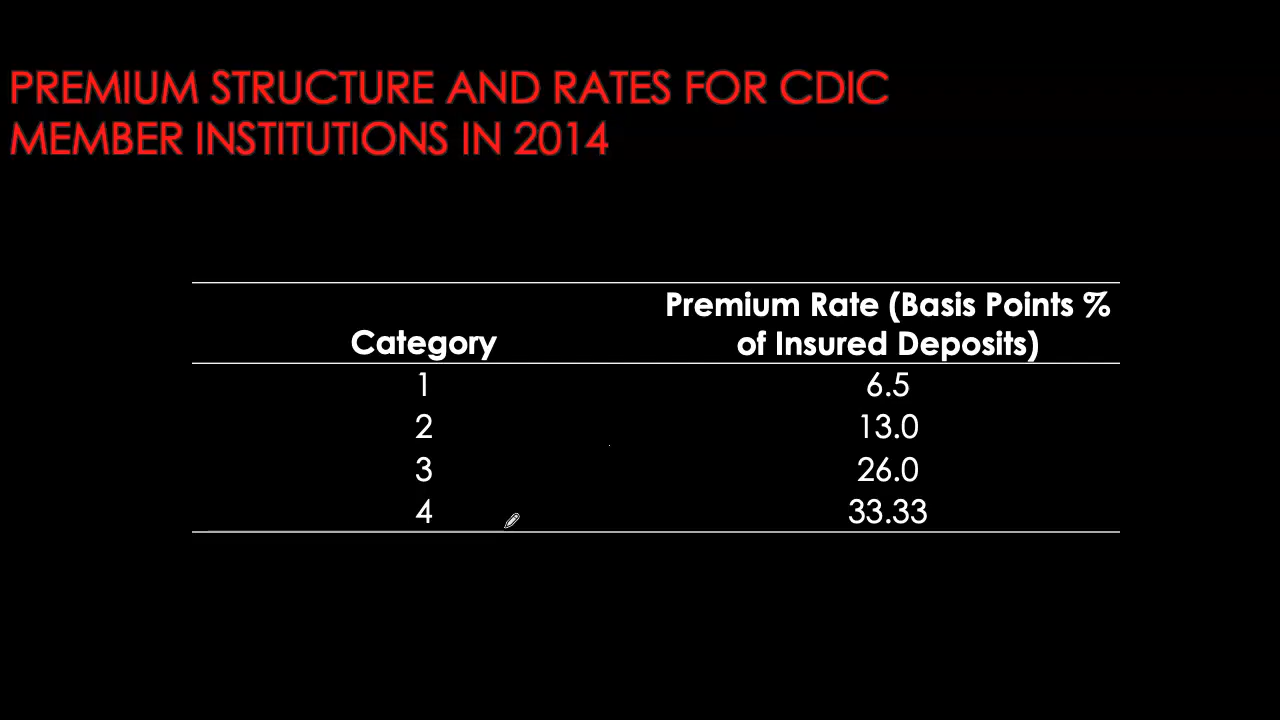 PREMIUM STRUCTURE AND RATES FOR CDIC
MEMBER INSTITUTIONS IN 2014
Category
Premium Rate (Basis Points %
of Insured Deposits)
1 6.5
2 13.0
3 26.0
4 33.33